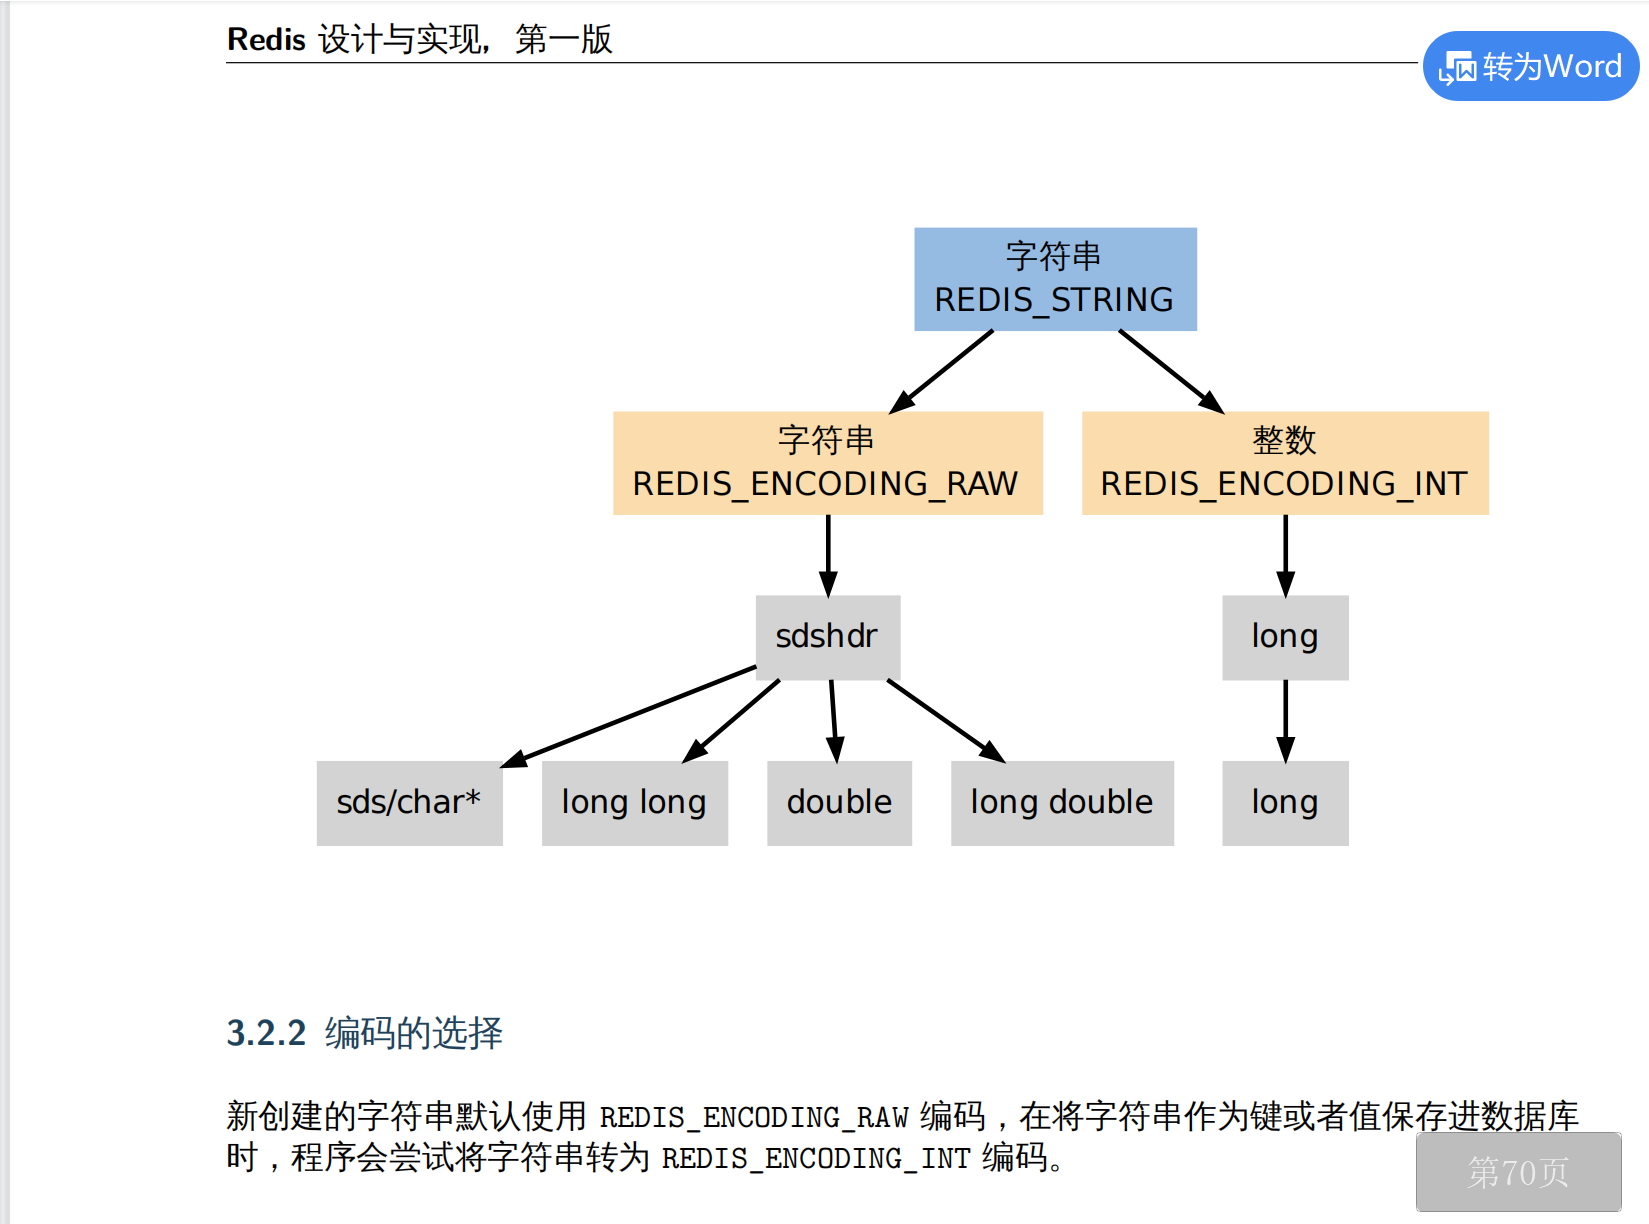 Redis 设计与实现, 第一版
转为Word
字符串
REDIS_STRING
字符串
REDIS_ENCODING_RAW
整数
REDIS_ENCODING_INT
sdshdr
long
sds/char*
long long
double
long double
long
3.2.2 编码的选择
新创建的字符串默认使用 REDIS_ENCODING_RAW 编码，在将字符串作为键或者值保存进数据库
时，程序会尝试将字符串转为 REDIS_ENCODING_INT 编码。
第70页